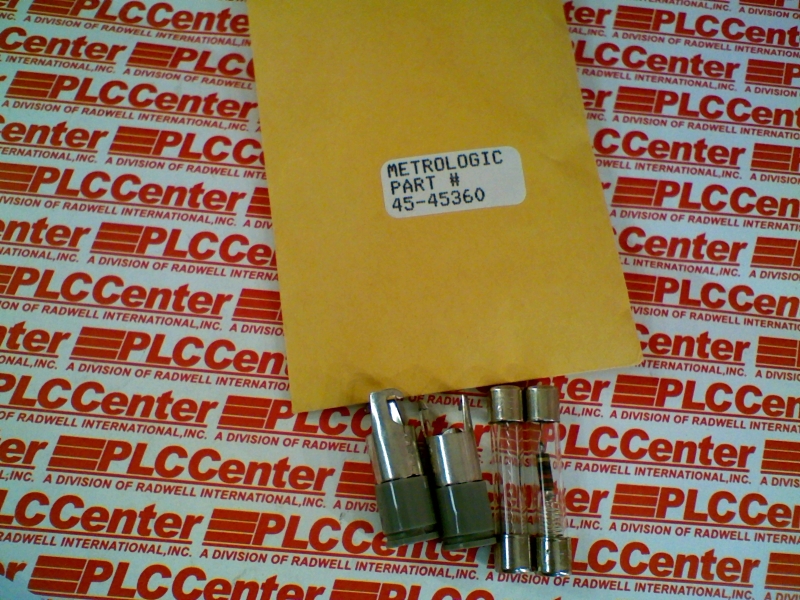 METROLOGIC
PART #
45-45360
PLCCenter
A DIVISION OF RADWELL INTERNATIONAL, INC.